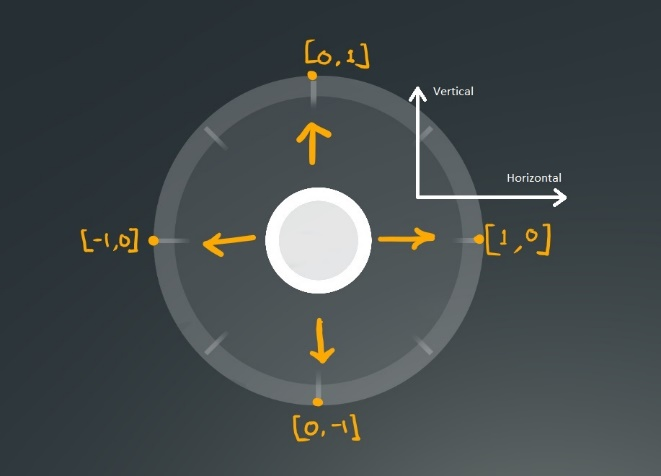 [0,1]
Vertical
Horizontal
[-1,0]
[1,0]
[0,-1]